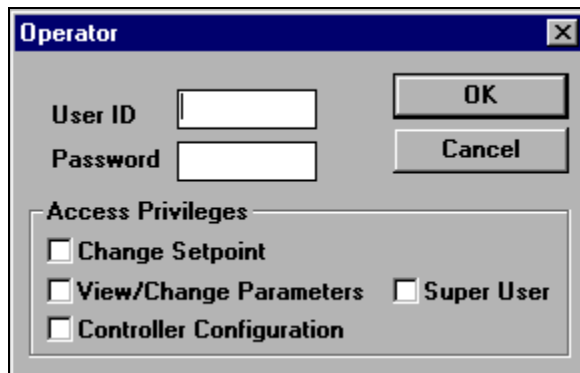 Operator
User ID
OK
Password
Cancel
Access Privileges
Change Setpoint
View/Change Parameters Super User
Controller Configuration